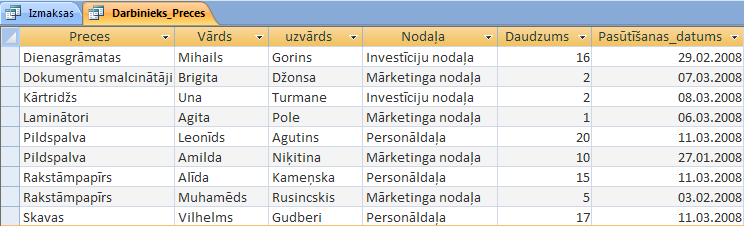 Izmaksas Darbinieks_Preces
Preces Vārds uzvārds Nodaļa Daudzums Pasūtīšanas_datums
Dienasgrāmatas Mihails Gorins Investīciju nodaļa 16 29.02.2008
Dokumentu smalcinātāji Brigita Džonsa Mārketinga nodaļa 2 07.03.2008
Kārtridžs Una Turmane Investīciju nodaļa 2 08.03.2008
Laminātori Agita Pole Mārketinga nodaļa 1 06.03.2008
Pildspalva Leonīds Agutins Personāldaļa 20 11.03.2008
Pildspalva Amilda Niķitina Mārketinga nodaļa 10 27.01.2008
Rakstāmpapīrs Alīda Kameņska Personāldaļa 15 11.03.2008
Rakstāmpapīrs Muhamēds Rusincskis Mārketinga nodaļa 5 03.02.2008
Skavas Vilhelms Gudberi Personāldaļa 17 11.03.2008